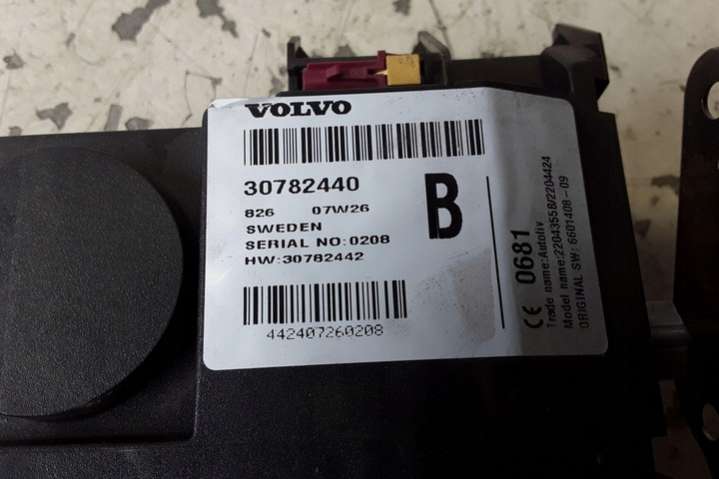 VOLVO
30782440
826 07W26
SWEDEN
SERIAL NO:0208
HW:30782442
B
442407260208
CE 0681
Trade name:Autoliv
Model name:2204355B/2204424
ORIGINAL SW: 6601408-09